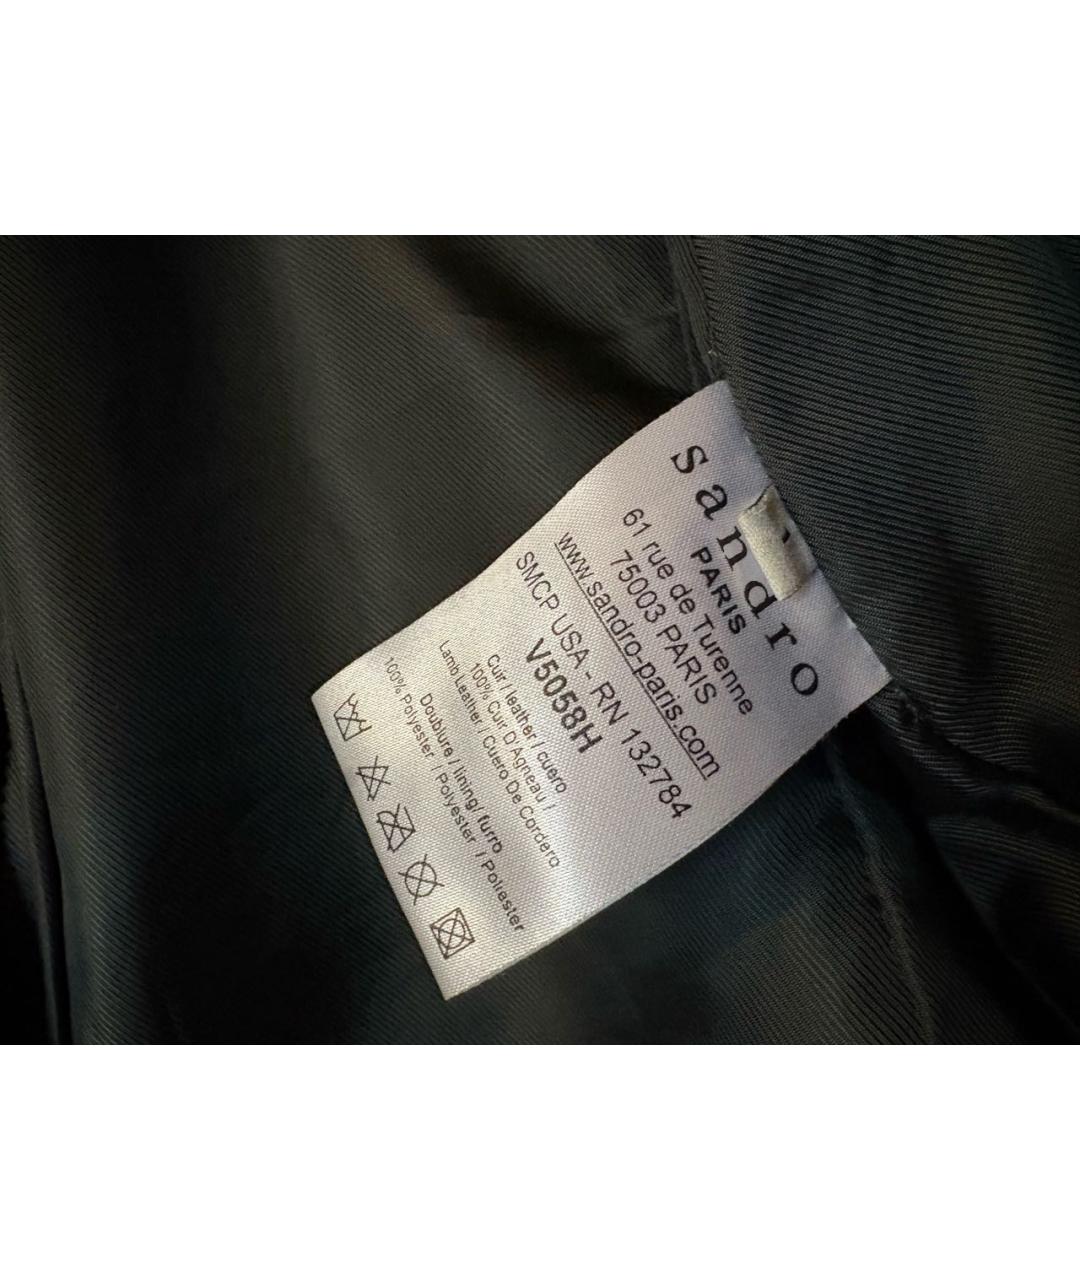 sandro
PARIS
61 rue de Turenne
75003 PARIS
www.sandro-paris.com
SMCP USA - RN 132784
V5058H
Cuir / leather / cuero
100% Cuir D'Agneau /
Lamb Leather / Cuero De Cordero
Doublure / lining/ furro
100% Polyester / Polyester / Poliester